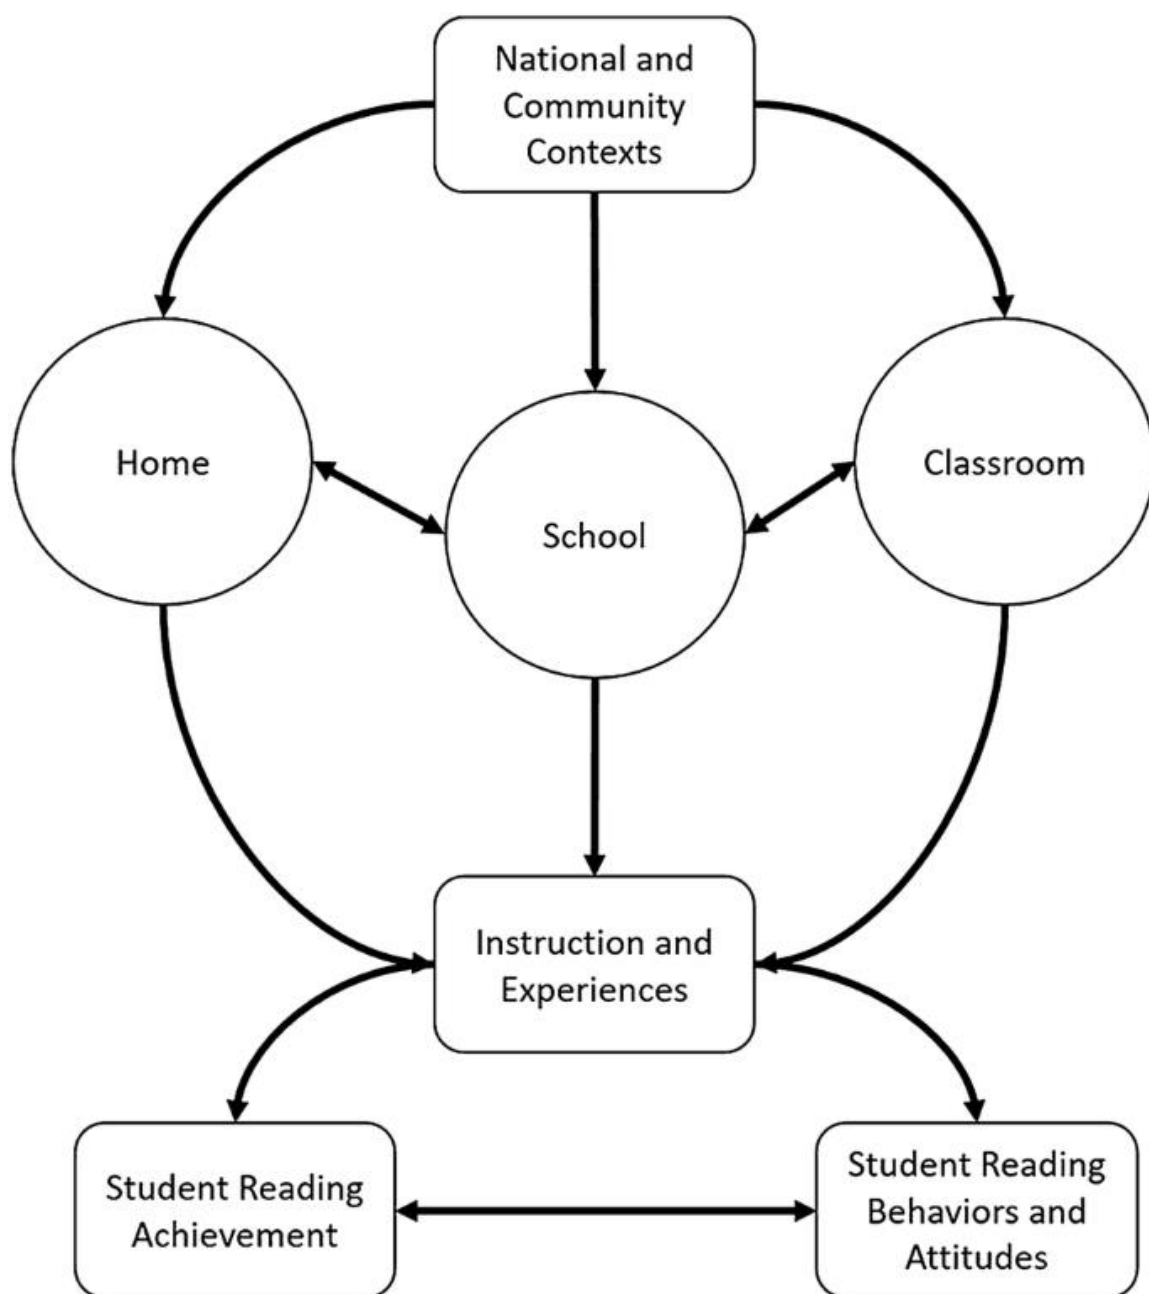 National and
Community
Contexts
Home
School
Classroom
Instruction and
Experiences
Student Reading
Achievement
Student Reading
Behaviors and
Attitudes